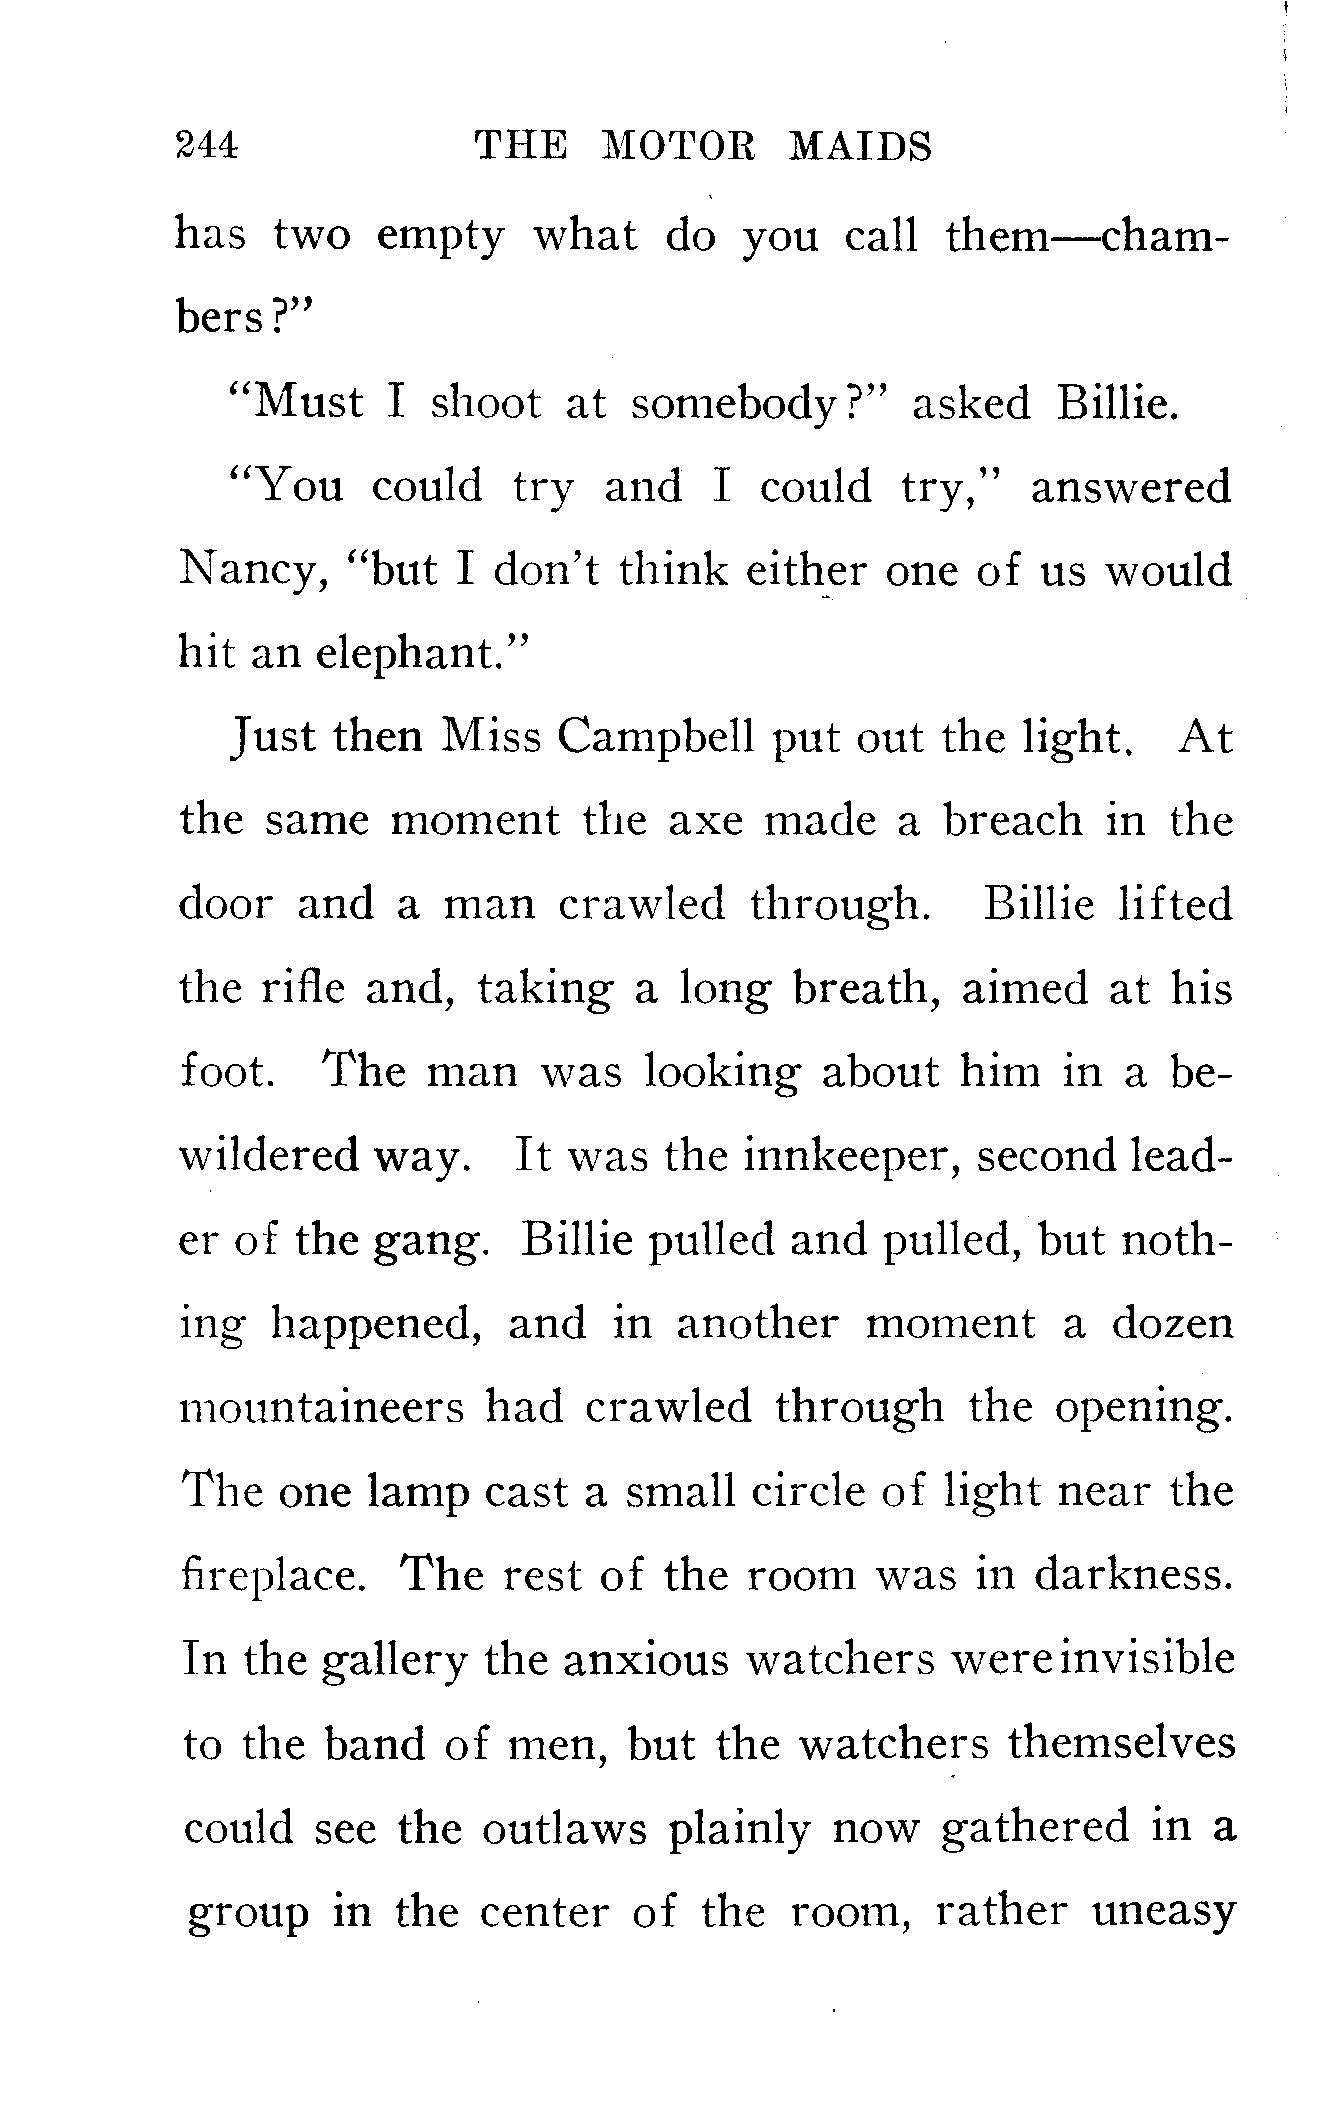 244 THE MOTOR MAIDS
has two empty what do you call them—cham-
bers?”
“Must I shoot at somebody?” asked Billie.
“You could try and I could try,” answered
Nancy, “but I don't think either one of us would
hit an elephant.”
Just then Miss Campbell put out the light. At
the same moment the axe made a breach in the
door and a man crawled through. Billie lifted
the rifle and, taking a long breath, aimed at his
foot. The man was looking about him in a be-
wildered way. It was the innkeeper, second lead-
er of the gang. Billie pulled and pulled, but noth-
ing happened, and in another moment a dozen
mountaineers had crawled through the opening.
The one lamp cast a small circle of light near the
fireplace. The rest of the room was in darkness.
In the gallery the anxious watchers were invisible
to the band of men, but the watchers themselves
could see the outlaws plainly now gathered in a
group in the center of the room, rather uneasy